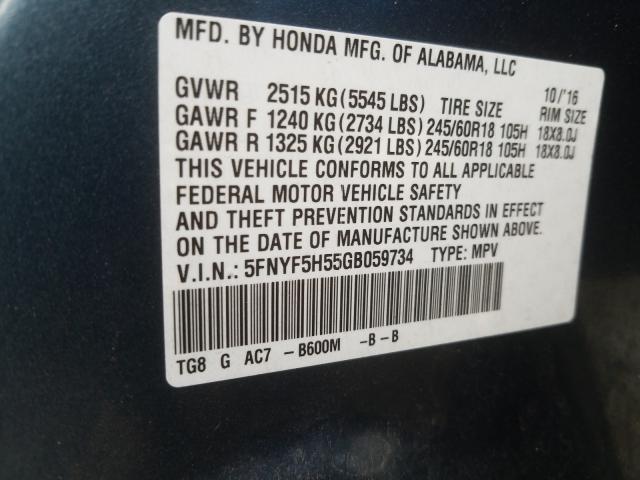 MFD. BY HONDA MFG. OF ALABAMA, LLC
10/'16
GVWR 2515 KG (5545 LBS) TIRE SIZE RIM SIZE
GAWR F 1240 KG (2734 LBS) 245/60R18 105H 18X8.0J
GAWR R 1325 KG (2921 LBS) 245/60R18 105H 18X8.0J
THIS VEHICLE CONFORMS TO ALL APPLICABLE
FEDERAL MOTOR VEHICLE SAFETY
AND THEFT PREVENTION STANDARDS IN EFFECT
ON THE DATE OF MANUFACTURE SHOWN ABOVE.
V.I.N.: 5FNYF5H55GB059734 TYPE: MPV
TG8 G AC7 -B600M -B-B